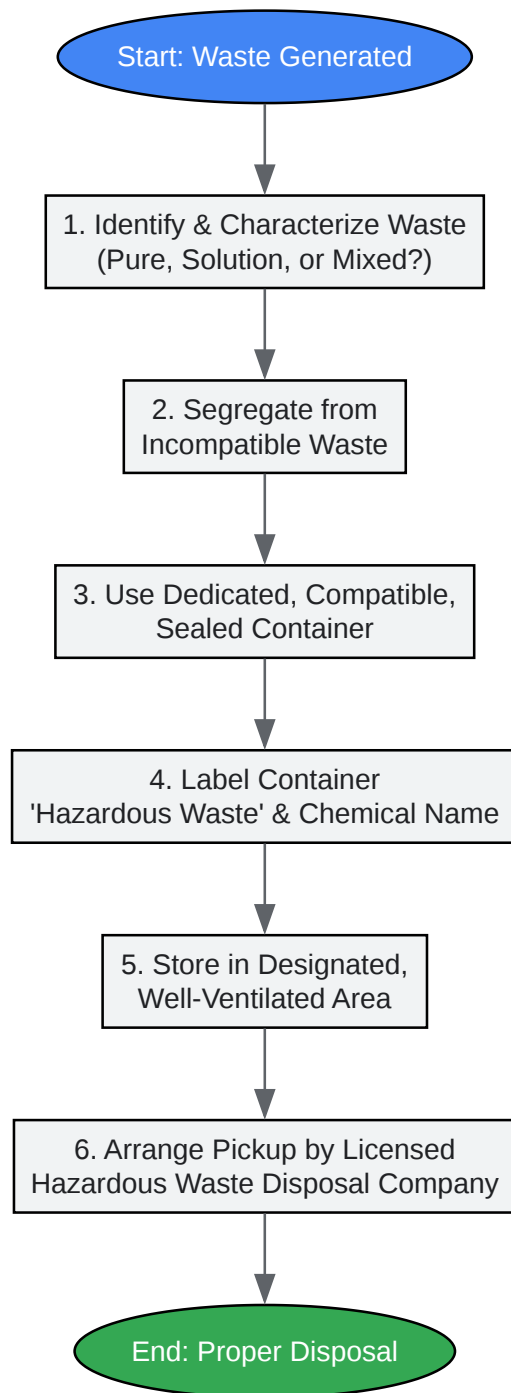 Start: Waste Generated
1. Identify & Characterize Waste
(Pure, Solution, or Mixed?)
2. Segregate from
Incompatible Waste
3. Use Dedicated, Compatible,
Sealed Container
4. Label Container
'Hazardous Waste' & Chemical Name
5. Store in Designated,
Well-Ventilated Area
6. Arrange Pickup by Licensed
Hazardous Waste Disposal Company
End: Proper Disposal